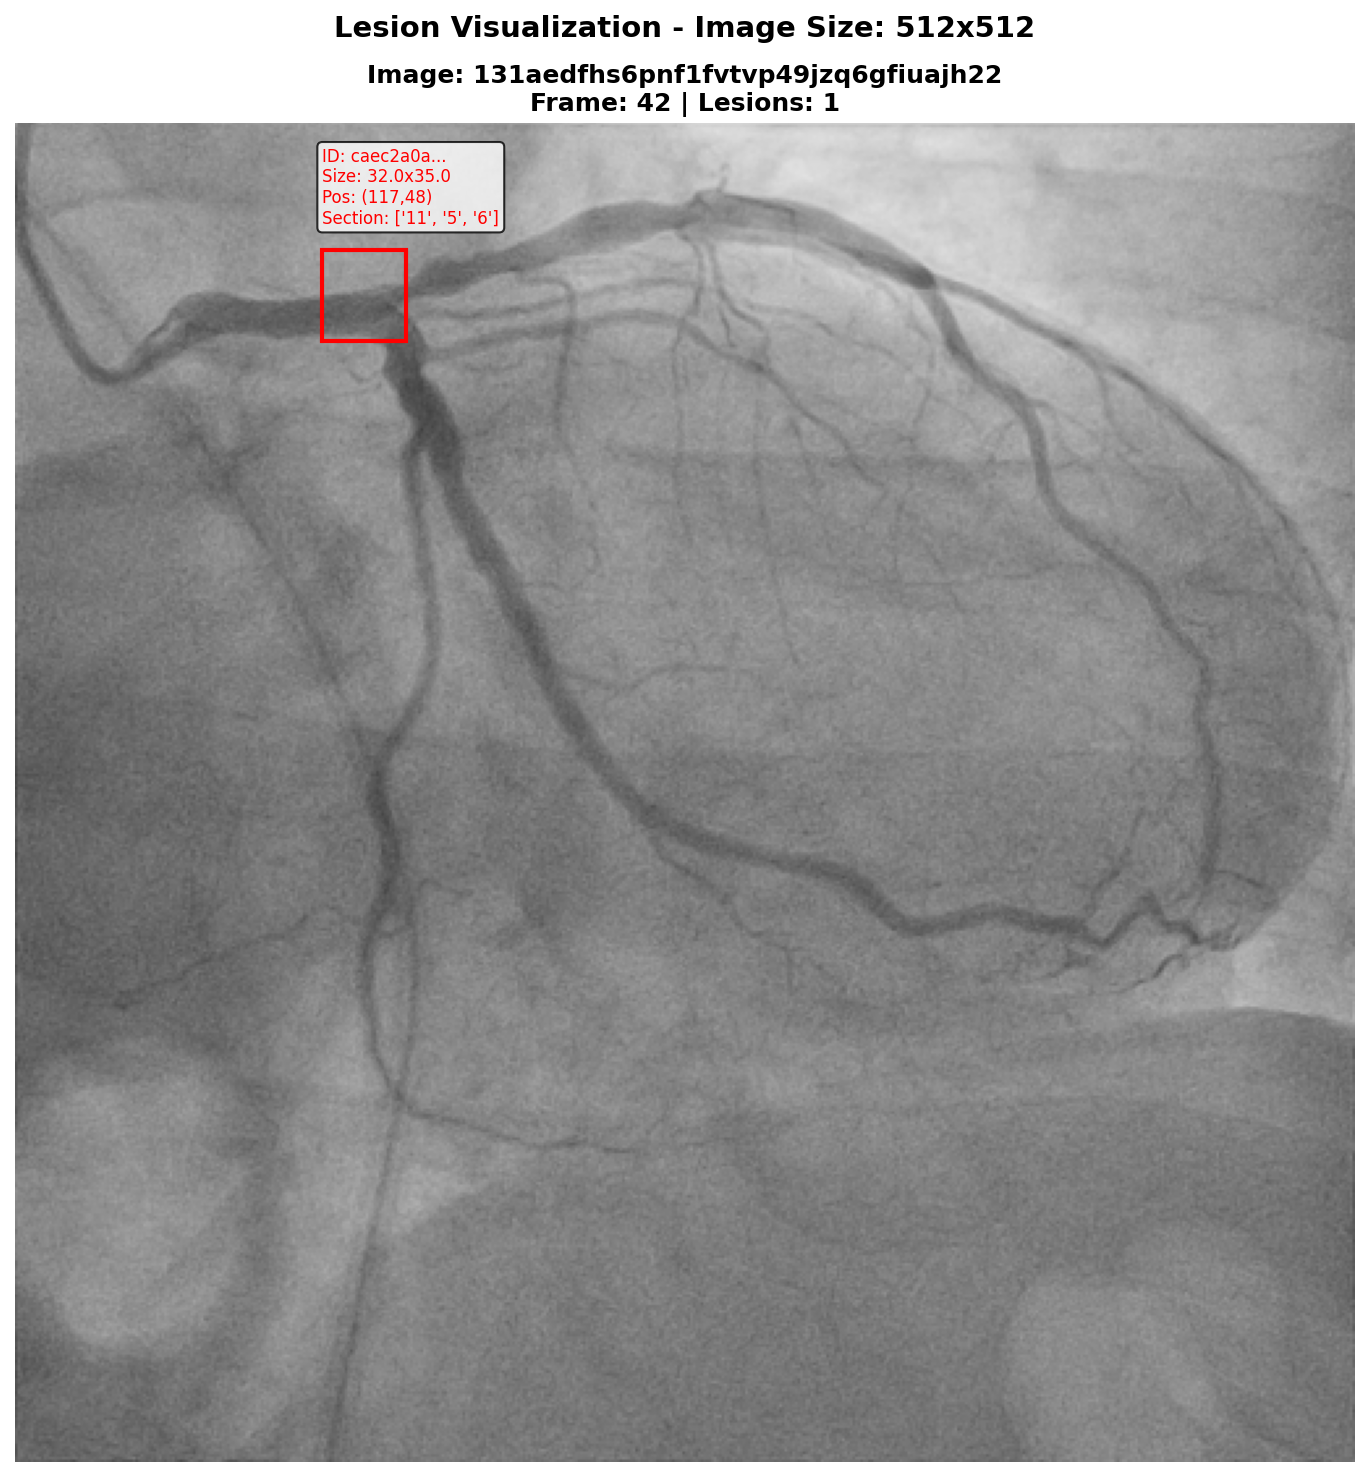 Lesion Visualization - Image Size: 512x512
Image: 131aedfhs6pnf1fvtvp49jzq6gfiuajh22
Frame: 42 | Lesions: 1
ID: caec2a0a...
Size: 32.0x35.0
Pos: (117,48)
Section: ['11', '5', '6']